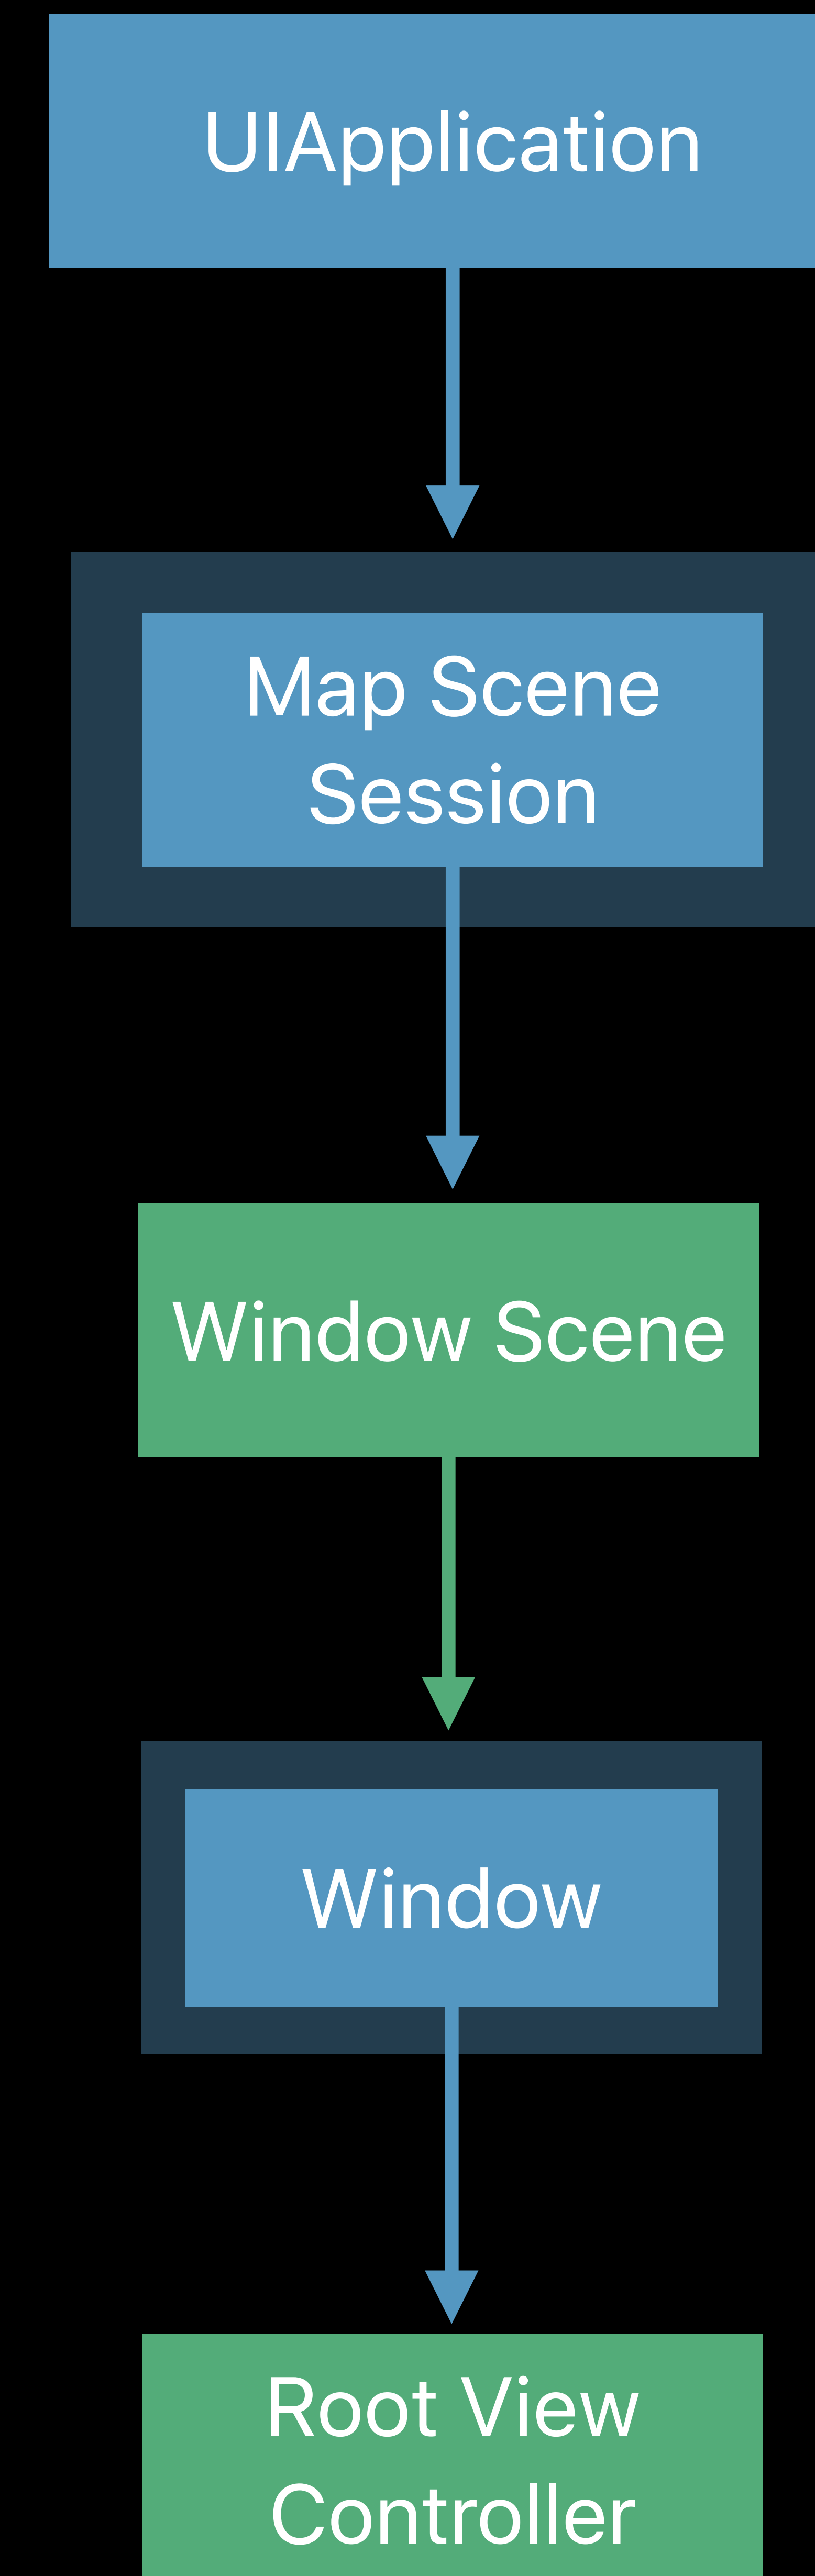 UIApplication
Map Scene
Session
Window Scene
Window
Root View
Controller